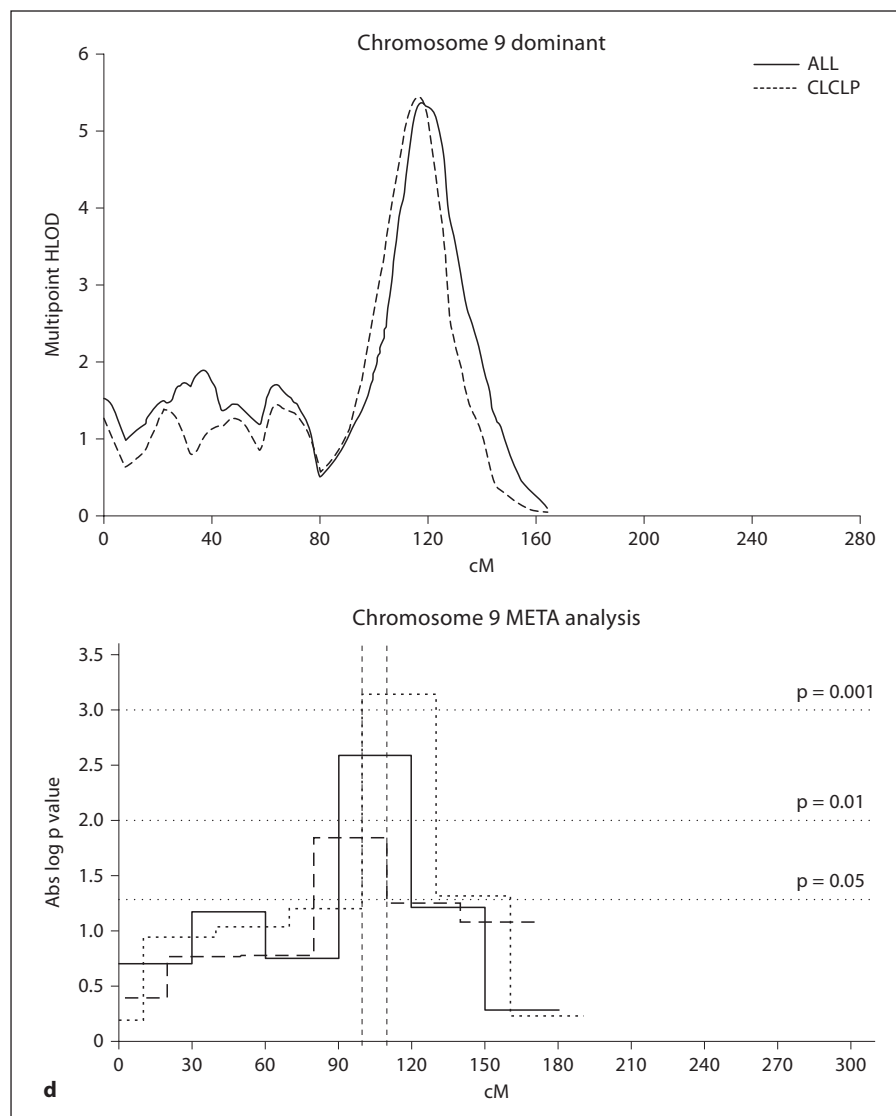 Chromosome 9 dominant
ALL
CLCLP
Multipoint HLOD
6
5
4
3
2
1
0
0 40 80 120 160 200 240 280
cM
Chromosome 9 META analysis
Abs log p value
3.5
3.0
2.5
2.0
1.5
1.0
0.5
0
p = 0.001
p = 0.01
p = 0.05
0 30 60 90 120 150 180 210 240 270 300
cM
d